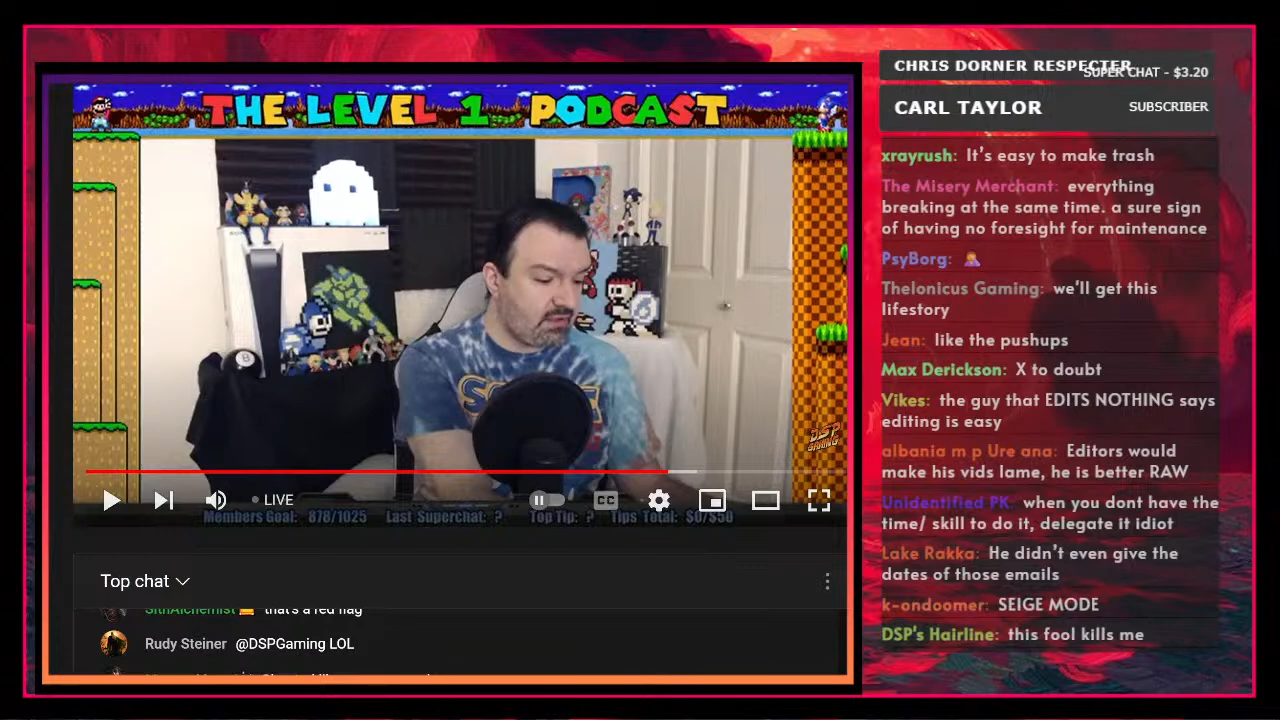 THE LEVEL 1 PODCAST
8
DSP
GAMING
LIVE
CC
Members Goal: 878/1025 Last Superchat: ? Top Tip: ? Tips Total: $0/$50
Top chat
SithAlchemist that's a red flag
Rudy Steiner @DSPGaming LOL
CHRIS DORNER RESPECTER
SUPER CHAT - $3.20
CARL TAYLOR SUBSCRIBER
xrayrush: It's easy to make trash
The Misery Merchant: everything
breaking at the same time. a sure sign
of having no foresight for maintenance
PsyBorg:
Thelonicus Gaming: we'll get this
lifestory
Jean: like the pushups
Max Derickson: X to doubt
Vikes: the guy that EDITS NOTHING says
editing is easy
albania m p Ure ana: Editors would
make his vids lame, he is better RAW
Unidentified PK: when you dont have the
time/ skill to do it, delegate it idiot
Lake Rakka: He didn't even give the
dates of those emails
k-ondoomer: SEIGE MODE
DSP's Hairline: this fool kills me